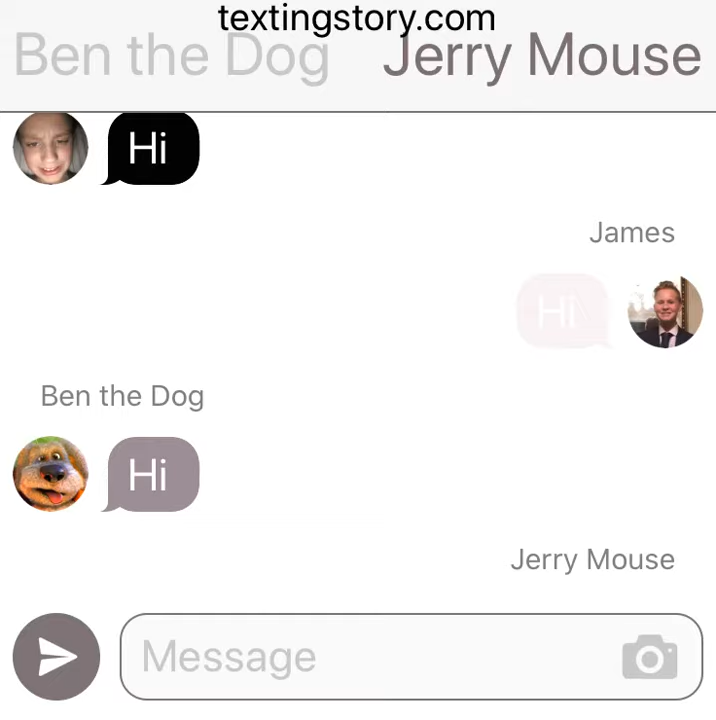 textingstory.com
Ben the Dog Jerry Mouse
Hi
James
Hi
Ben the Dog
Hi
Jerry Mouse
Message